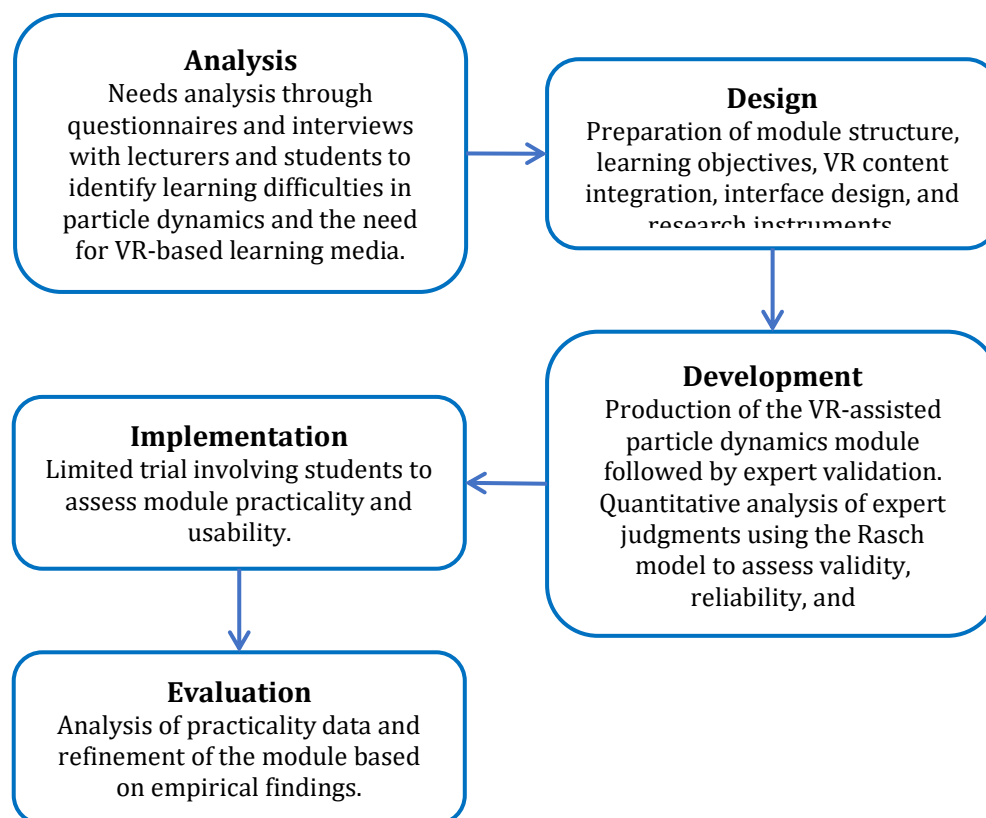 Analysis
Needs analysis through
questionnaires and interviews
with lecturers and students to
identify learning difficulties in
particle dynamics and the need
for VR-based learning media.
Design
Preparation of module structure,
learning objectives, VR content
integration, interface design, and
research instruments
Development
Production of the VR-assisted
particle dynamics module
followed by expert validation.
Quantitative analysis of expert
judgments using the Rasch
model to assess validity,
reliability, and
Implementation
Limited trial involving students to
assess module practicality and
usability.
Evaluation
Analysis of practicality data and
refinement of the module based
on empirical findings.